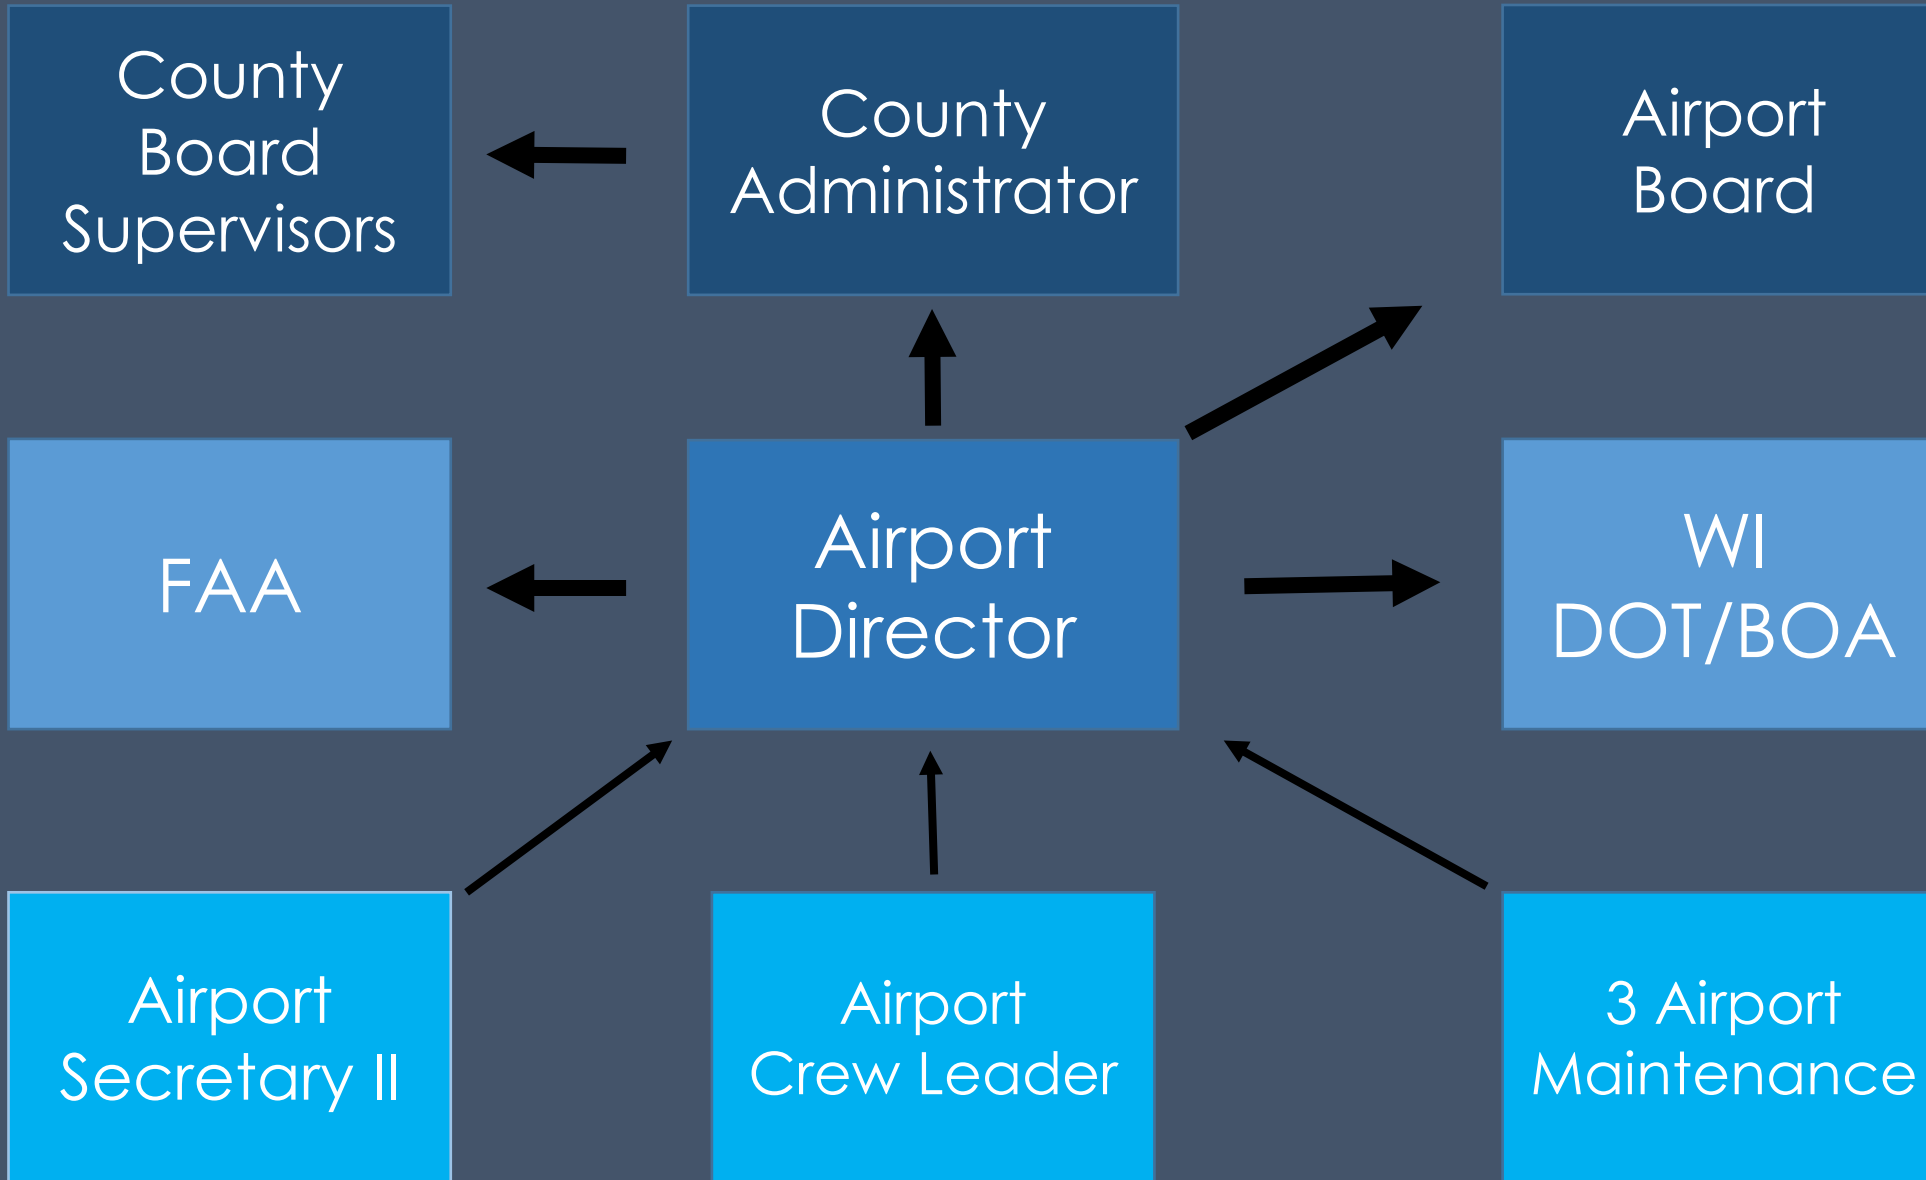 County
Board
Supervisors
County
Administrator
Airport
Board
FAA
Airport
Director
WI
DOT/BOA
Airport
Secretary II
Airport
Crew Leader
3 Airport
Maintenance